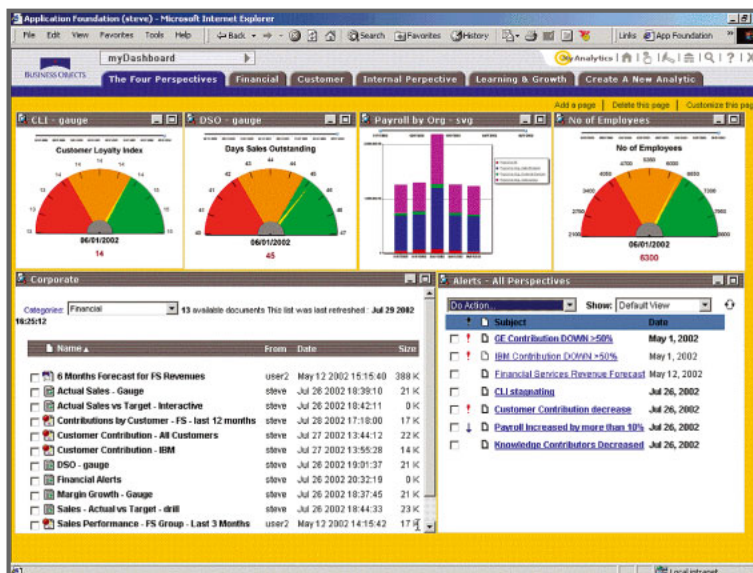 Application Foundation (steve) - Microsoft Internet Explorer
File Edit View Favorites Tools Help Back Search Favorites History Links App Foundation
BUSINESS OBJECTS
myDashboard
My Analytics
The Four Perspectives Financial Customer Internal Perpective Learning & Growth Create A New Analytic
Add a page | Delete this page | Customize this pag
CLI - gauge
Customer Loyalty Index
13 13 14 14 14 15 15
06/01/2002
14
DSO - gauge
Days Sales Outstanding
06/01/2002
45
Payroll by Org - svg
No of Employees
No of Employees
06/01/2002
6300
Corporate
Categories: Financial 13 available documents This list was last refreshed : Jul 29 2002
16:25:12
Name From Date Size
6 Months Forecast for FS Revenues user2 May 12 2002 15:15:40 388 K
Actual Sales - Gauge steve Jul 26 2002 18:39:10 21 K
Actual Sales vs Target - Interactive steve Jul 26 2002 18:42:11 0 K
Contributions by Customer - FS - last 12 months steve Jul 28 2002 17:18:00 17 K
Customer Contribution - All Customers steve Jul 27 2002 13:44:12 22 K
Customer Contribution - IBM steve Jul 27 2002 13:55:28 14 K
DSO - gauge steve Jul 26 2002 19:01:37 21 K
Financial Alerts steve Jul 26 2002 20:32:19 0 K
Margin Growth - Gauge steve Jul 26 2002 18:37:45 21 K
Sales - Actual vs Target - drill steve Jul 26 2002 18:44:33 23 K
Sales Performance - FS Group - Last 3 Months user2 May 12 2002 14:15:42 17 K
Alerts - All Perspectives
Do Action... Show: Default View
! Subject Date
! GE Contribution DOWN >50% May 1, 2002
! IBM Contribution DOWN >50% May 1, 2002
Financial Services Revenue Forecast May 12, 2002
CLI stagnating Jul 26, 2002
! Customer Contribution decrease Jul 26, 2002
Payroll Increased by more than 10% Jul 26, 2002
Knowledge Contributors Decreased Jul 26, 2002
Local intranet